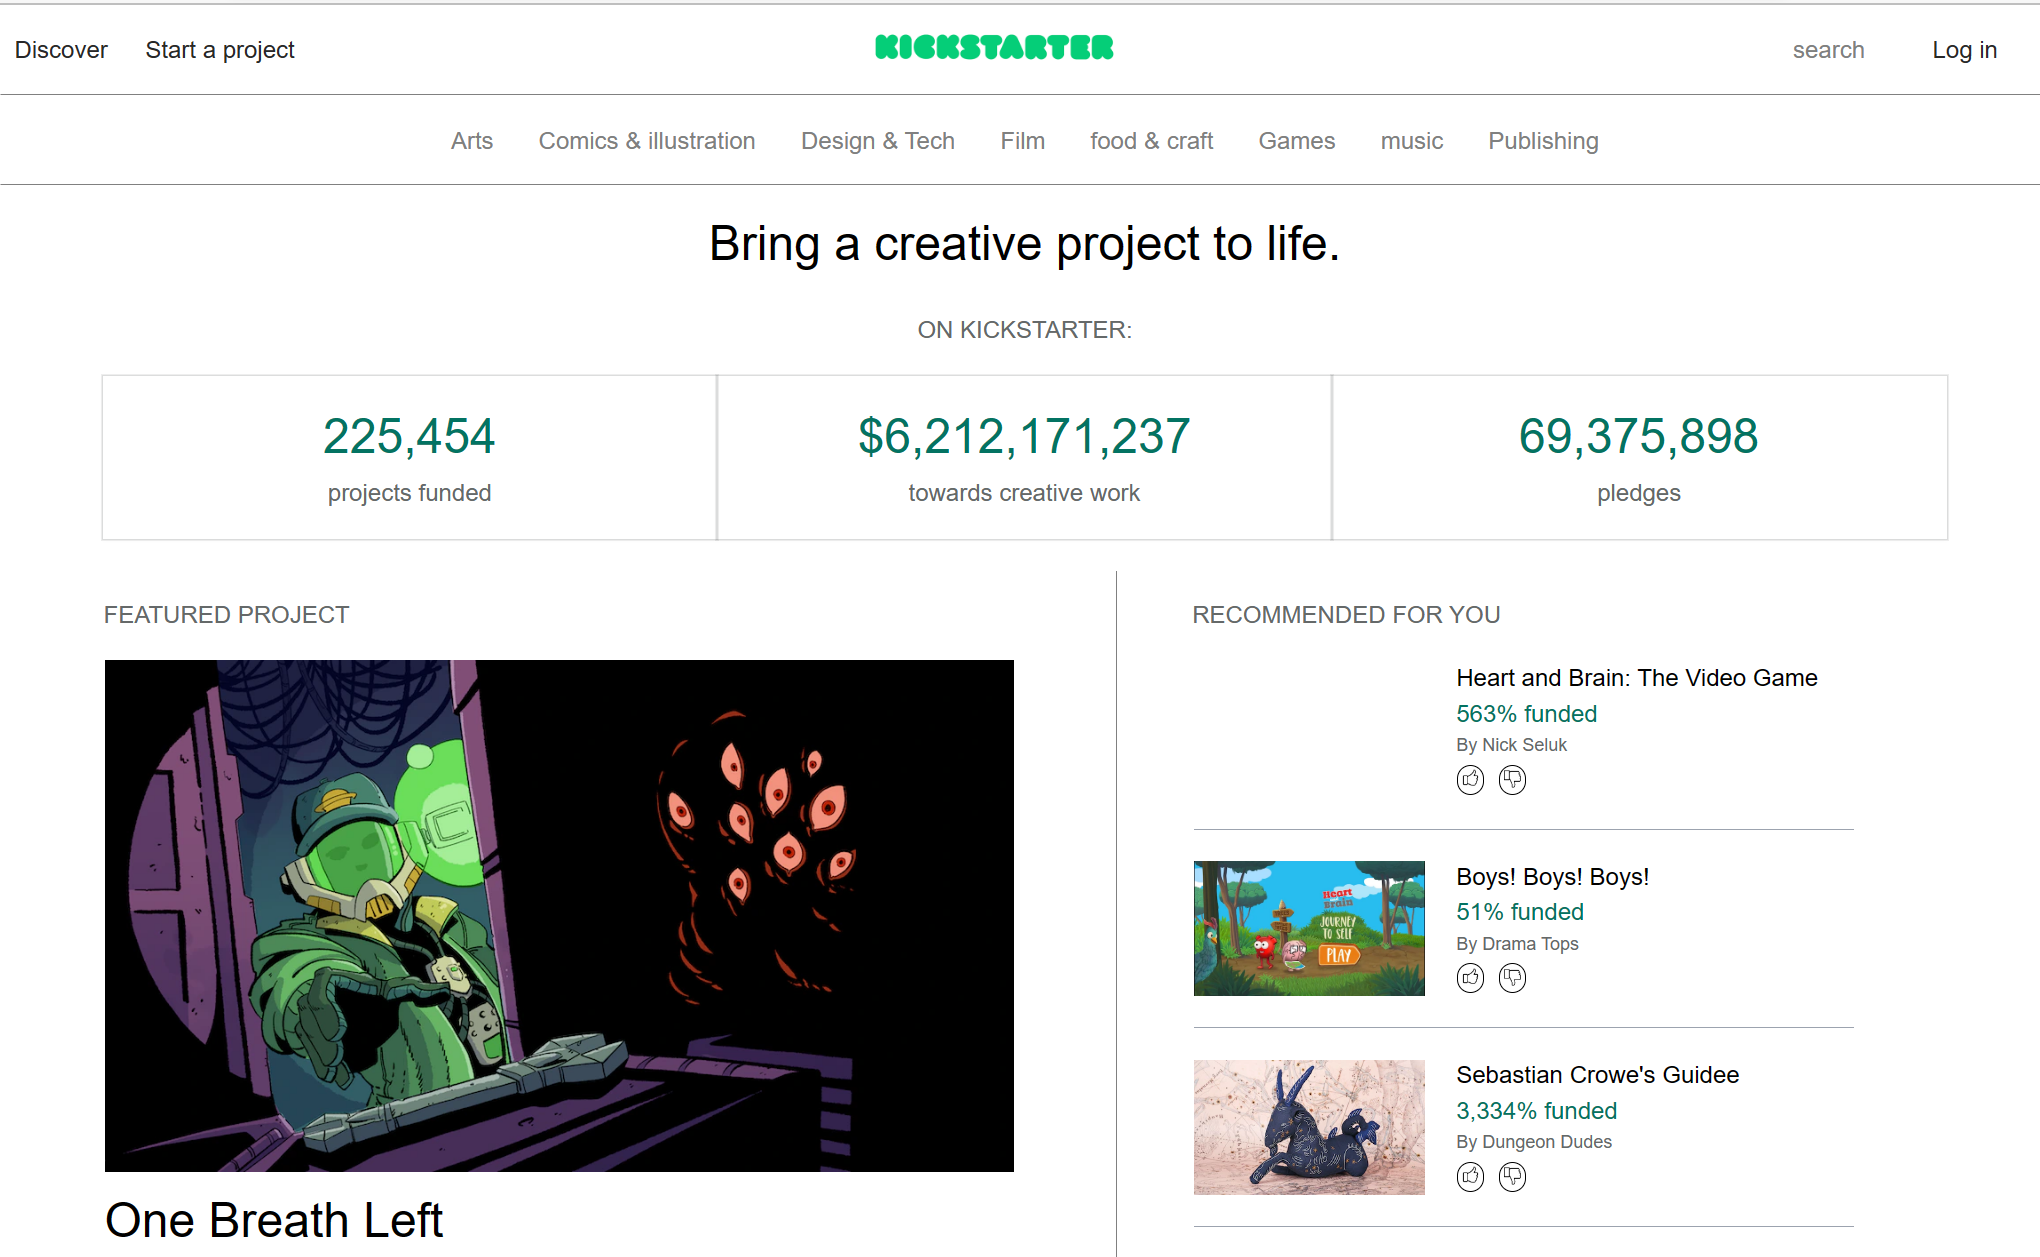 Discover Start a project KICKSTARTER search Log in
Arts Comics & illustration Design & Tech Film food & craft Games music Publishing
Bring a creative project to life.
ON KICKSTARTER:
225,454
projects funded
$6,212,171,237
towards creative work
69,375,898
pledges
FEATURED PROJECT
One Breath Left
RECOMMENDED FOR YOU
Heart and Brain: The Video Game
563% funded
By Nick Seluk
Heart
Brain
JOURNEY
TO SELF
PLAY
Boys! Boys! Boys!
51% funded
By Drama Tops
Sebastian Crowe's Guidee
3,334% funded
By Dungeon Dudes